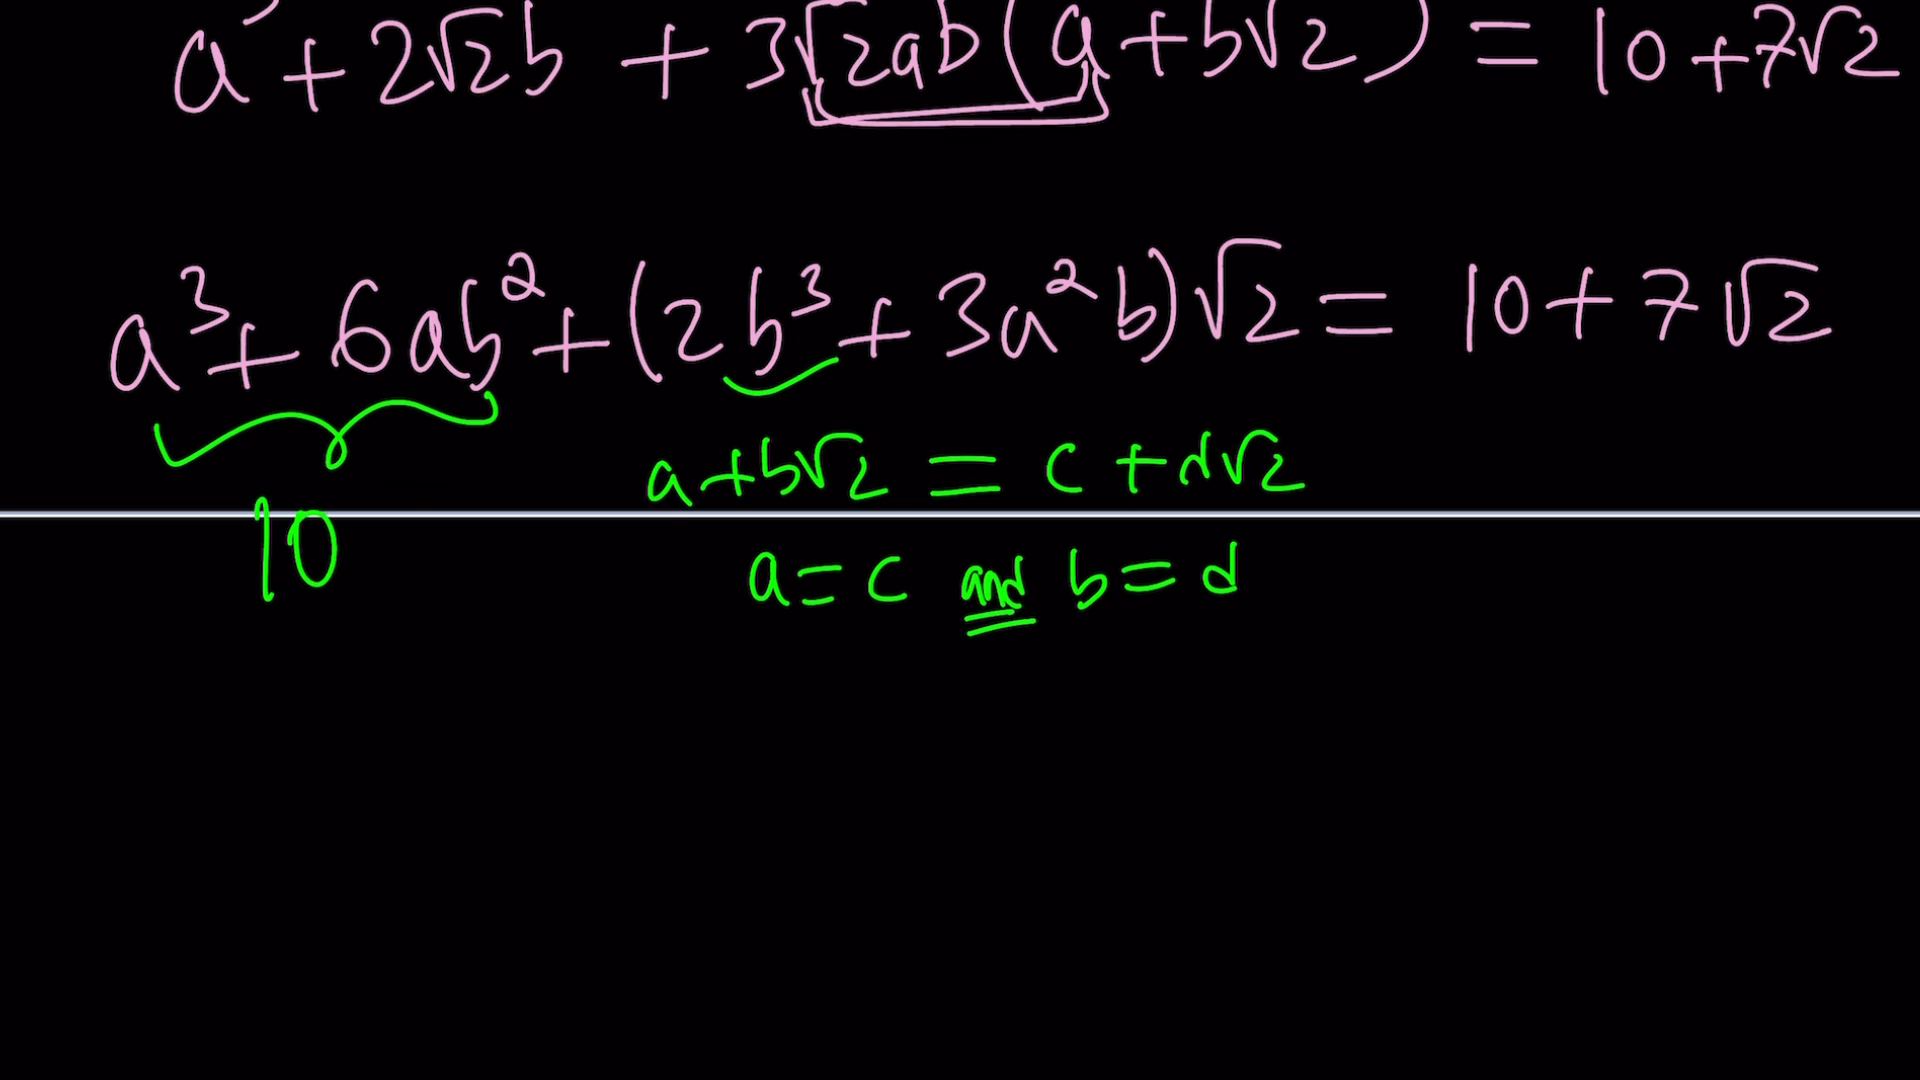 a³ + 2√2b + 3√2ab(a + b√2) = 10 + 7√2
a³ + 6ab² + (2b³ + 3a²b)√2 = 10 + 7√2
a + b√2 = c + d√2
10
a = c and b = d